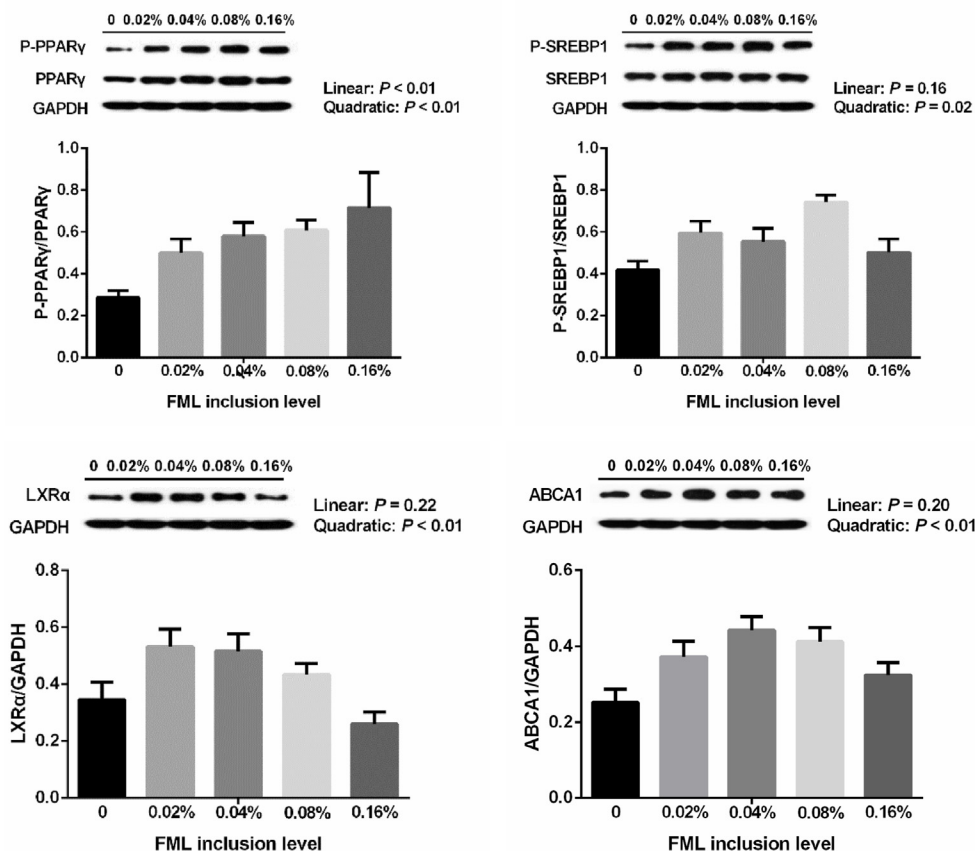 0 0.02% 0.04% 0.08% 0.16%
P-PPARγ
PPARγ
GAPDH
Linear: P < 0.01
Quadratic: P < 0.01
1.0
0.8
0.6
0.4
0.2
0.0
P-PPARγ/PPARγ
0 0.02% 0.04% 0.08% 0.16%
FML inclusion level
0 0.02% 0.04% 0.08% 0.16%
P-SREBP1
SREBP1
GAPDH
Linear: P = 0.16
Quadratic: P = 0.02
1.0
0.8
0.6
0.4
0.2
0.0
P-SREBP1/SREBP1
0 0.02% 0.04% 0.08% 0.16%
FML inclusion level
0 0.02% 0.04% 0.08% 0.16%
LXRα
GAPDH
Linear: P = 0.22
Quadratic: P < 0.01
0.8
0.6
0.4
0.2
0.0
LXRα/GAPDH
0 0.02% 0.04% 0.08% 0.16%
FML inclusion level
0 0.02% 0.04% 0.08% 0.16%
ABCA1
GAPDH
Linear: P = 0.20
Quadratic: P < 0.01
0.6
0.4
0.2
0.0
ABCA1/GAPDH
0 0.02% 0.04% 0.08% 0.16%
FML inclusion level